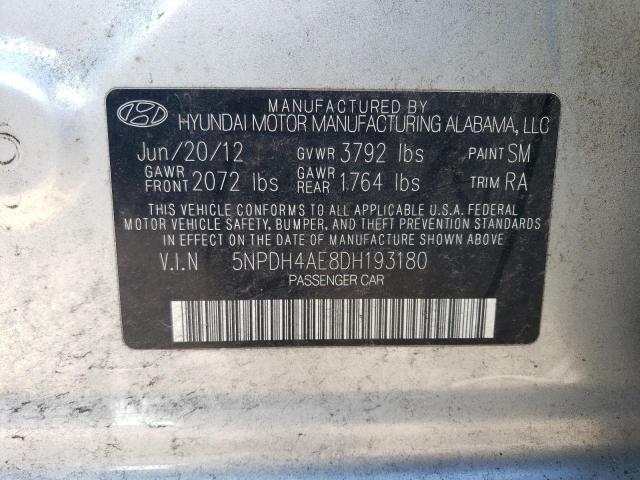 MANUFACTURED BY
HYUNDAI MOTOR MANUFACTURING ALABAMA, LLC
Jun/20/12 GVWR 3792 lbs PAINT SM
GAWR FRONT 2072 lbs GAWR REAR 1764 lbs TRIM RA
THIS VEHICLE CONFORMS TO ALL APPLICABLE U.S.A. FEDERAL
MOTOR VEHICLE SAFETY, BUMPER, AND THEFT PREVENTION STANDARDS
IN EFFECT ON THE DATE OF MANUFACTURE SHOWN ABOVE.
V.I.N 5NPDH4AE8DH193180
PASSENGER CAR